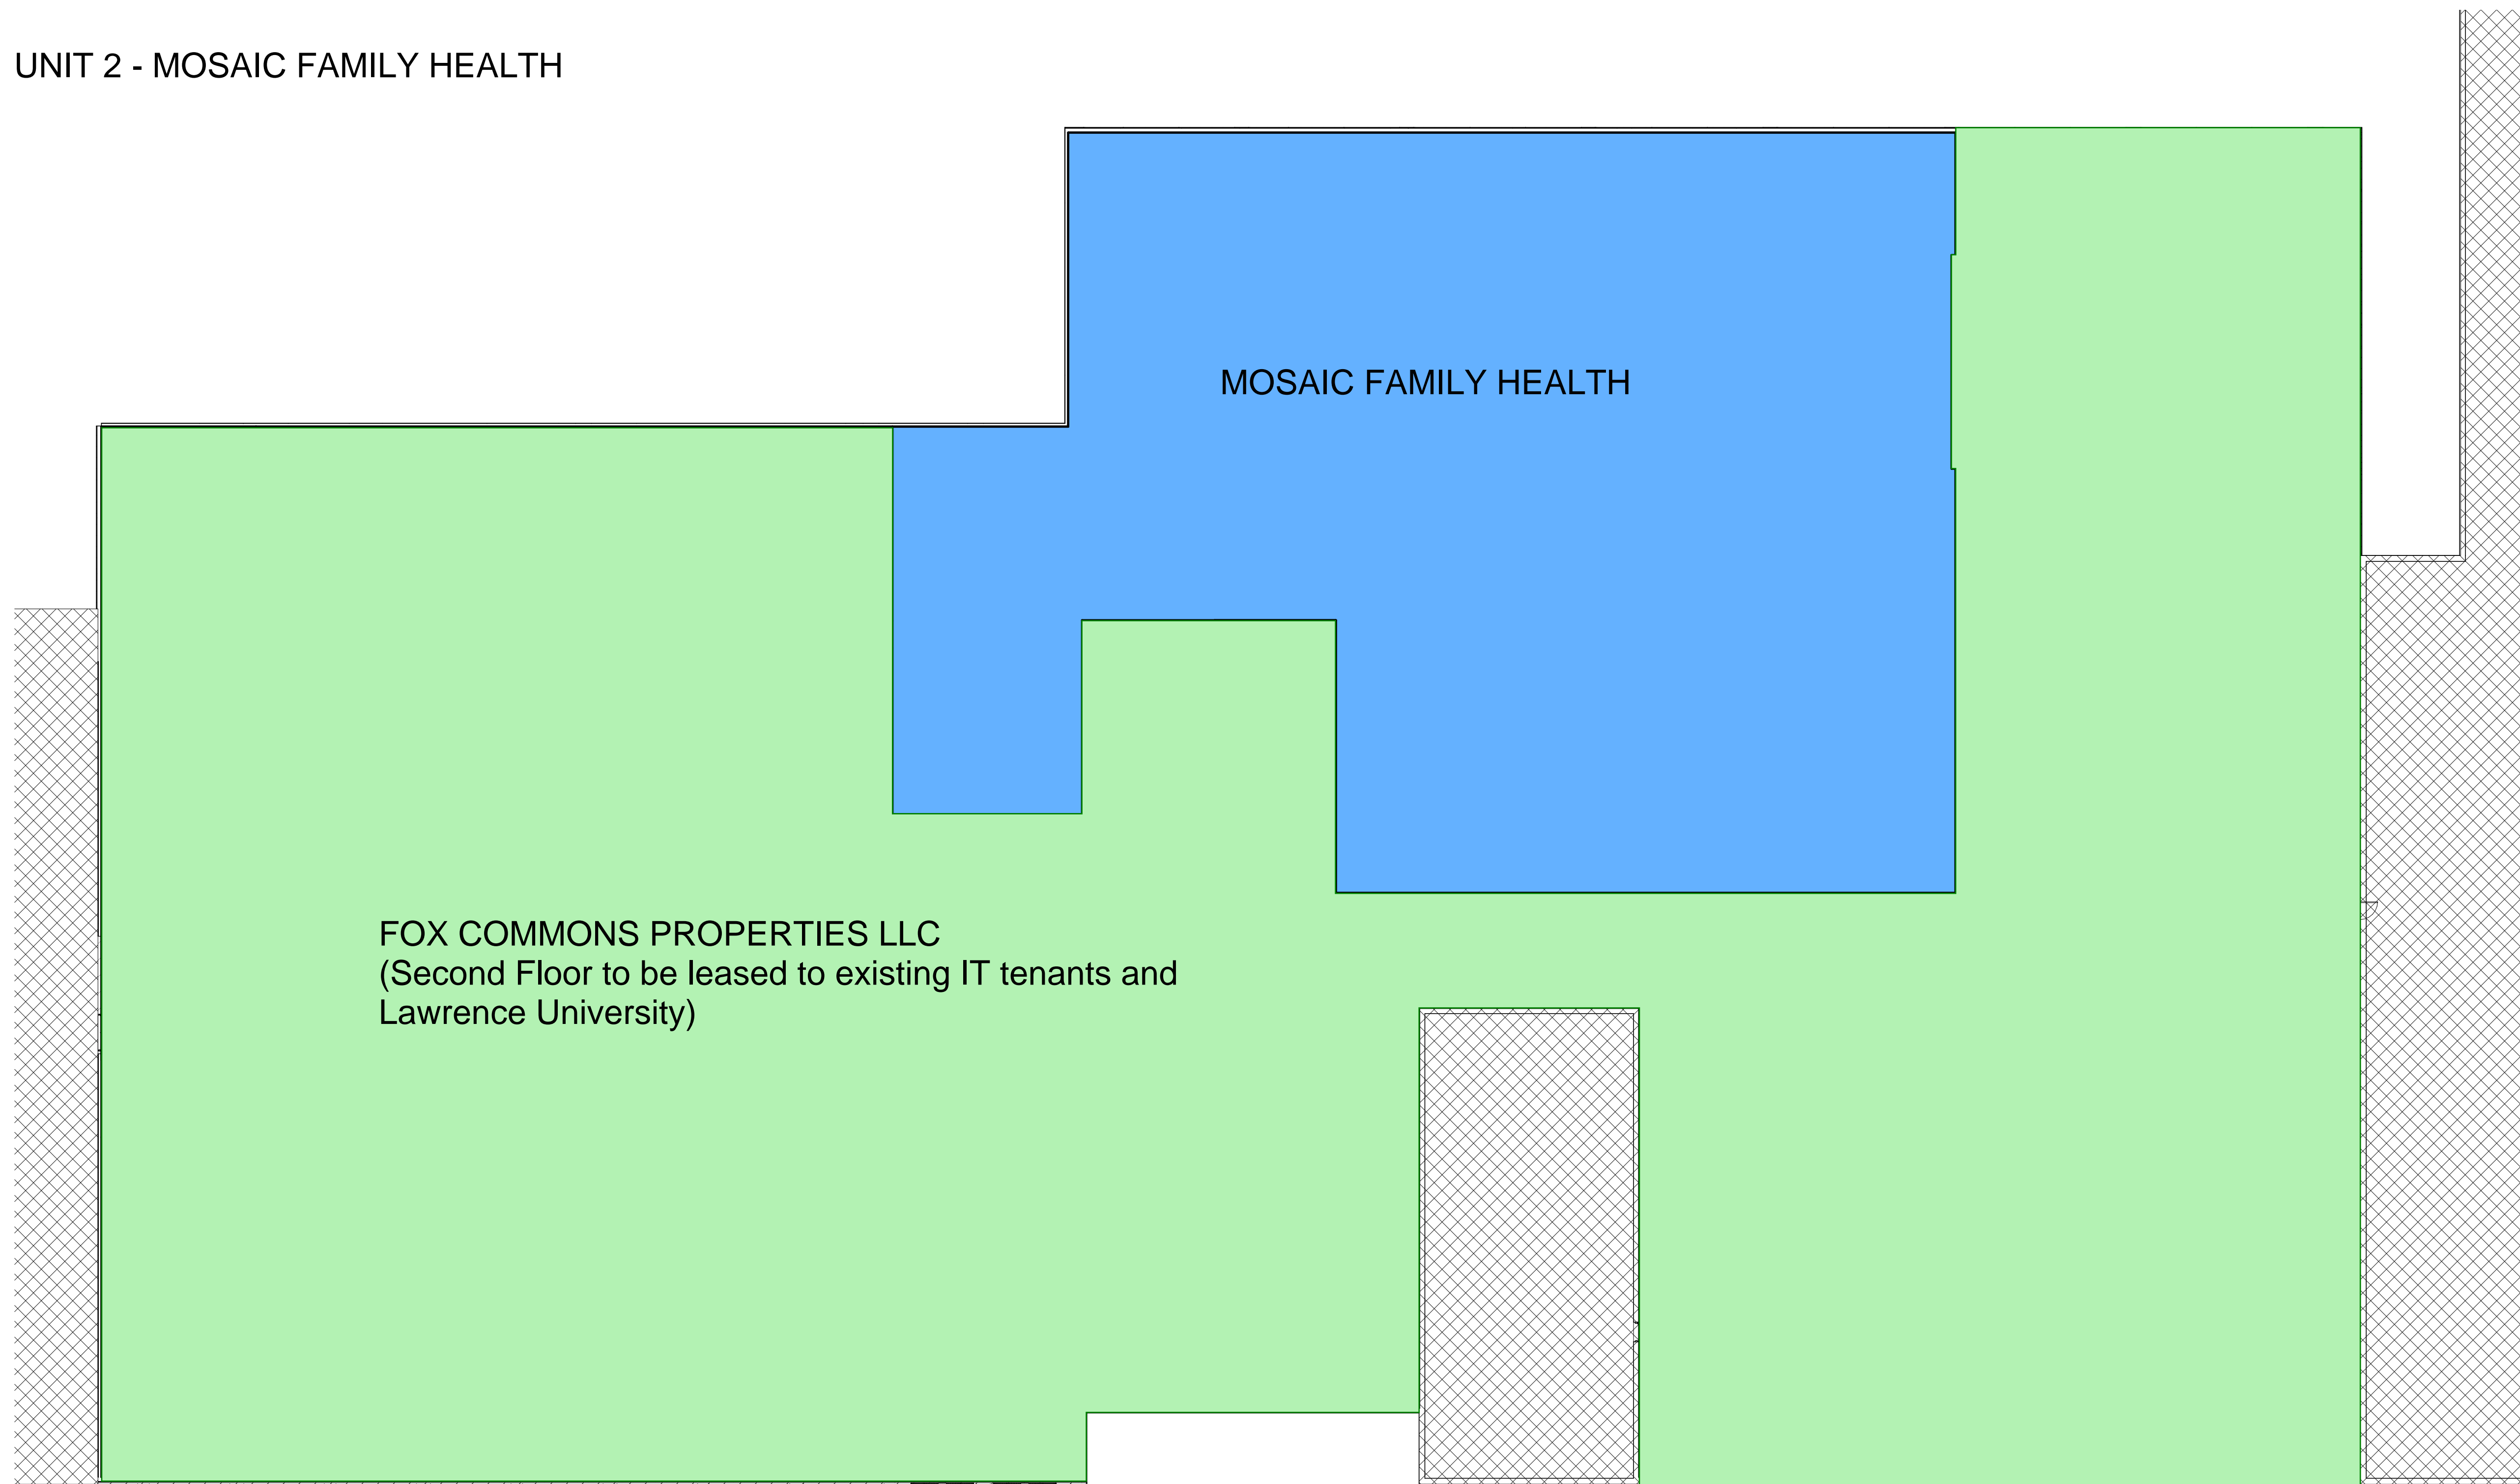 UNIT 2 - MOSAIC FAMILY HEALTH
MOSAIC FAMILY HEALTH
FOX COMMONS PROPERTIES LLC
(Second Floor to be leased to existing IT tenants and
Lawrence University)